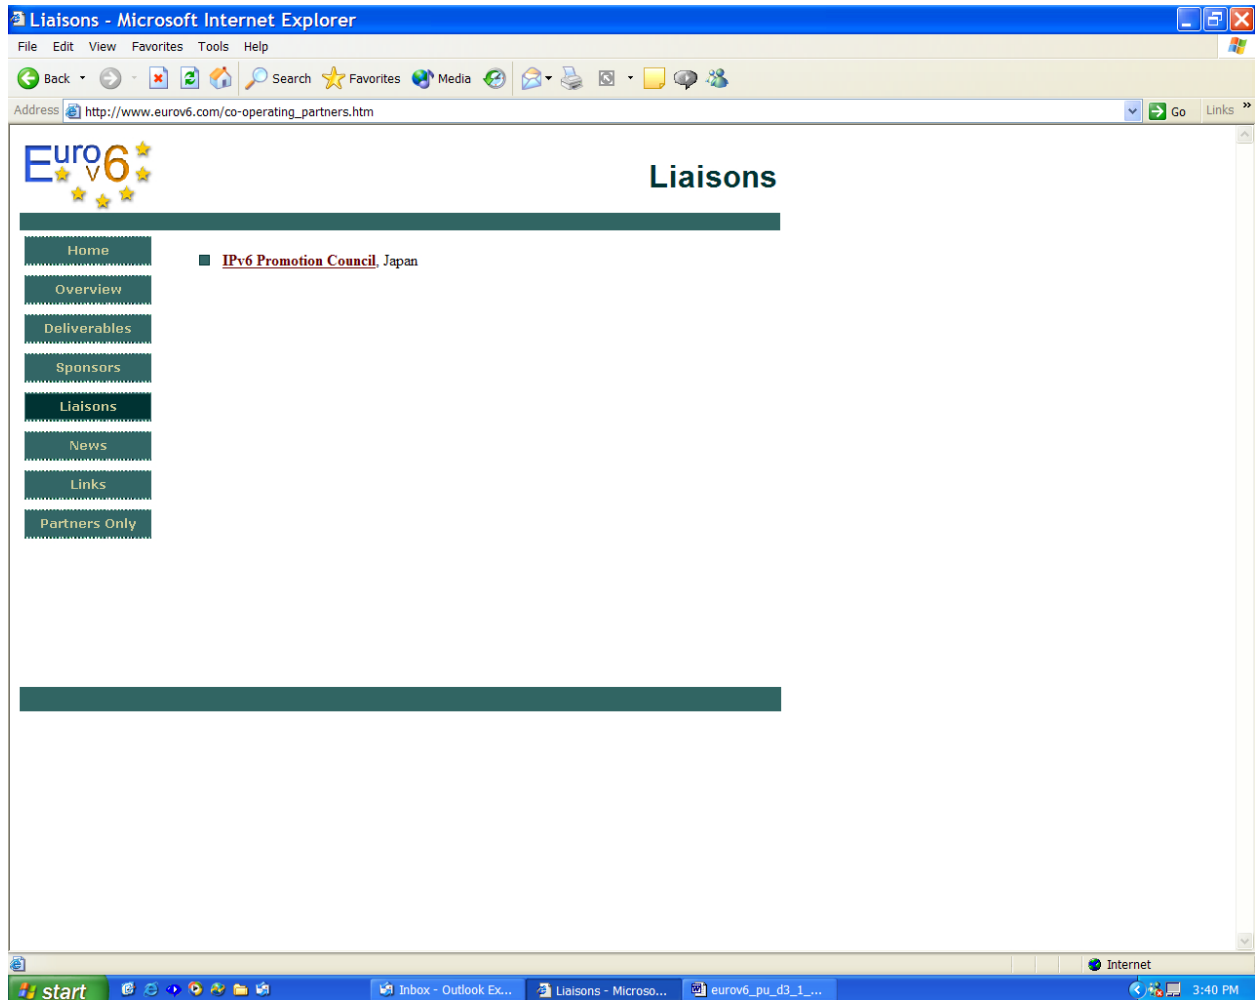 Liaisons - Microsoft Internet Explorer
File Edit View Favorites Tools Help
Back Search Favorites Media
Address http://www.eurov6.com/co-operating_partners.htm Go Links »
Euro v6
Liaisons
Home
IPv6 Promotion Council, Japan
Overview
Deliverables
Sponsors
Liaisons
News
Links
Partners Only
Internet
start Inbox - Outlook Ex... Liaisons - Microso... eurov6_pu_d3_1_... 3:40 PM